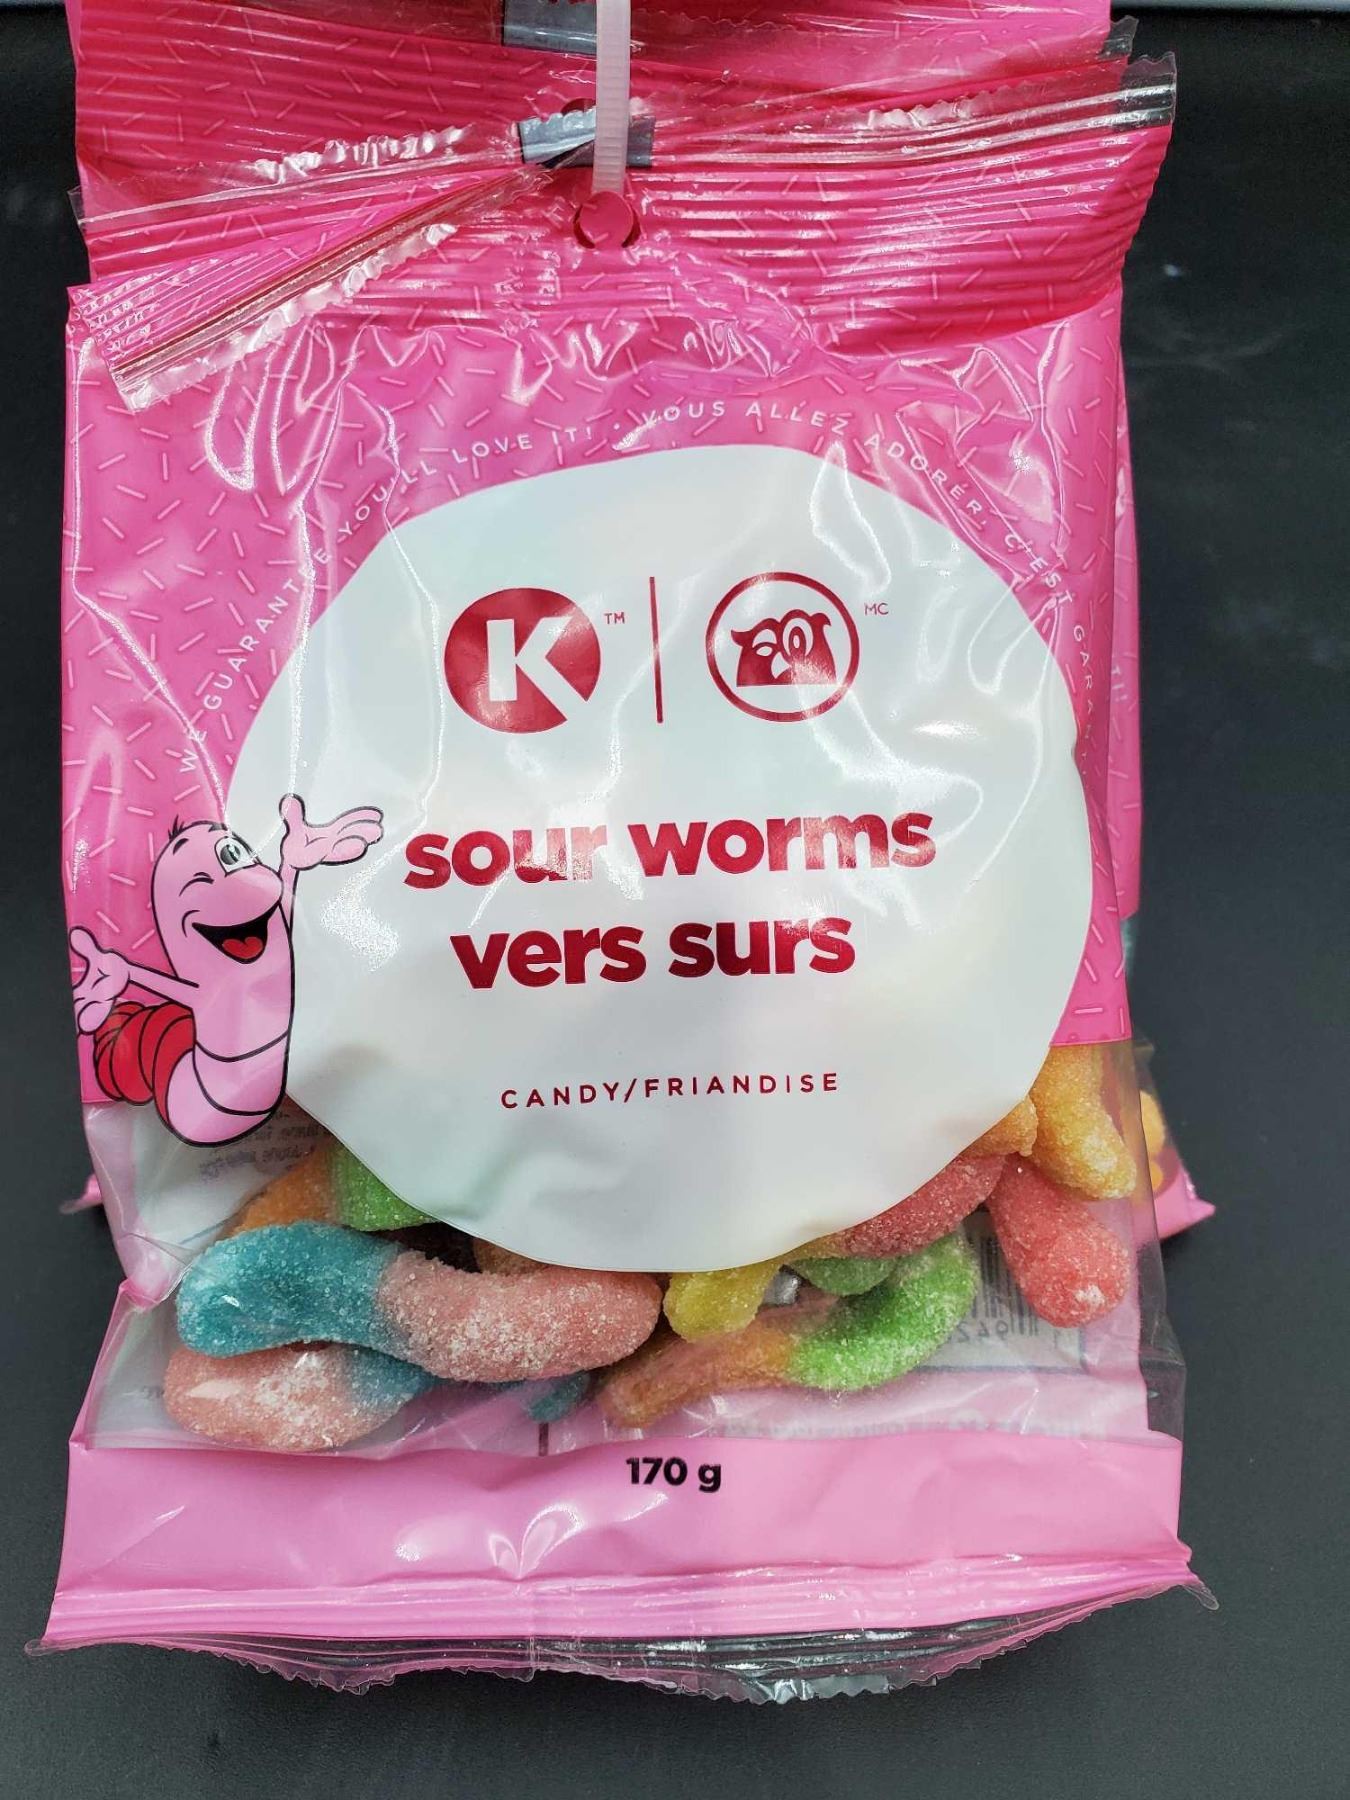 WE GUARANTEE YOU'LL LOVE IT! • VOUS ALLEZ ADORER, C'EST GARANTI!
K TM MC
sour worms
vers surs
CANDY/FRIANDISE
170 g